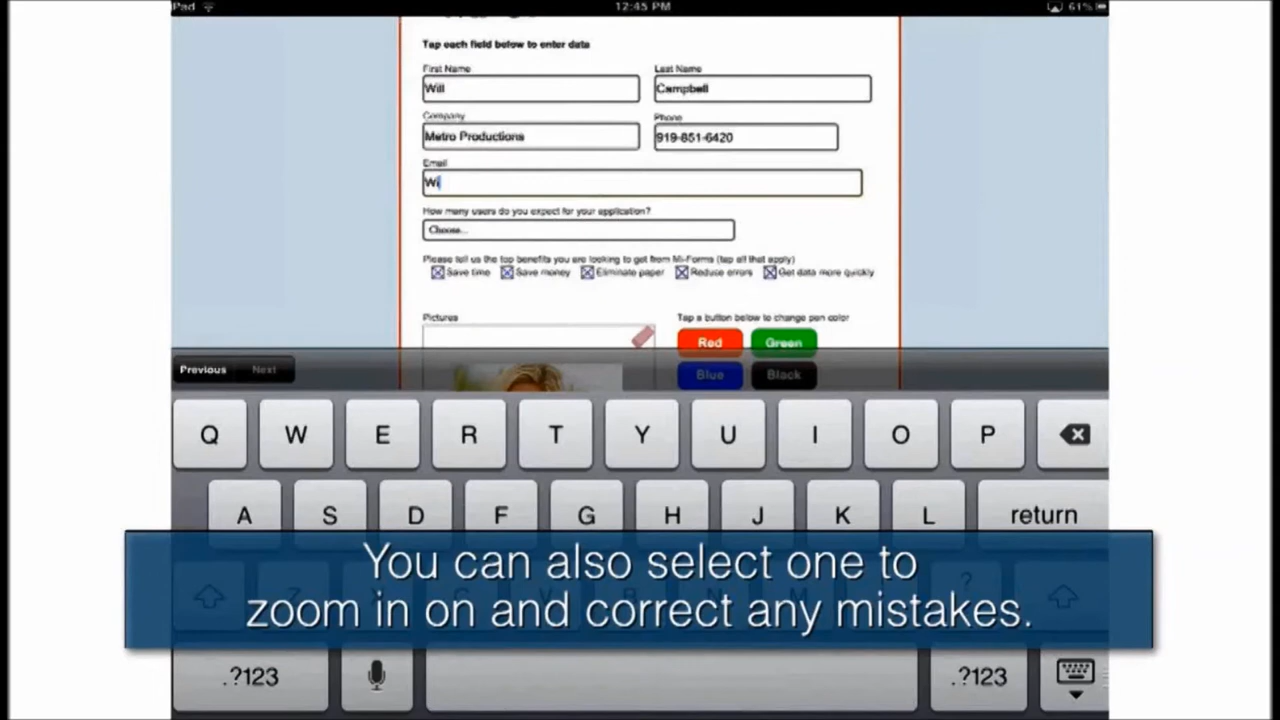 iPad 12:45 PM 61%
Tap each field below to enter data
First Name Last Name
Will Campbell
Company Phone
Metro Productions 919-851-6420
Email
Wi
How many users do you expect for your application?
Choose...
Please tell us the top benefits you are looking to get from Mi-Forms (tap all that apply)
Save time Save money Eliminate paper Reduce errors Get data more quickly
Pictures Tap a button below to change pen color
Red Green
Blue Black
Previous Next
Q W E R T Y U I O P
A S D F G H J K L return
You can also select one to
zoom in on and correct any mistakes.
Z X C V B N M ?
.?123 .?123